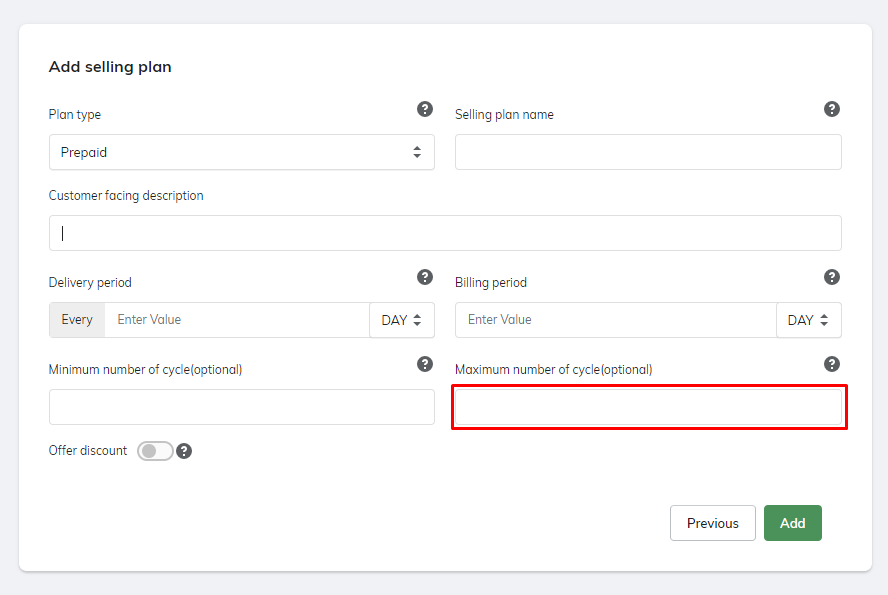 Add selling plan
Plan type ?
Selling plan name ?
Prepaid
Customer facing description
Delivery period ?
Billing period ?
Every Enter Value DAY
Enter Value DAY
Minimum number of cycle(optional) ?
Maximum number of cycle(optional) ?
Offer discount ?
Previous Add